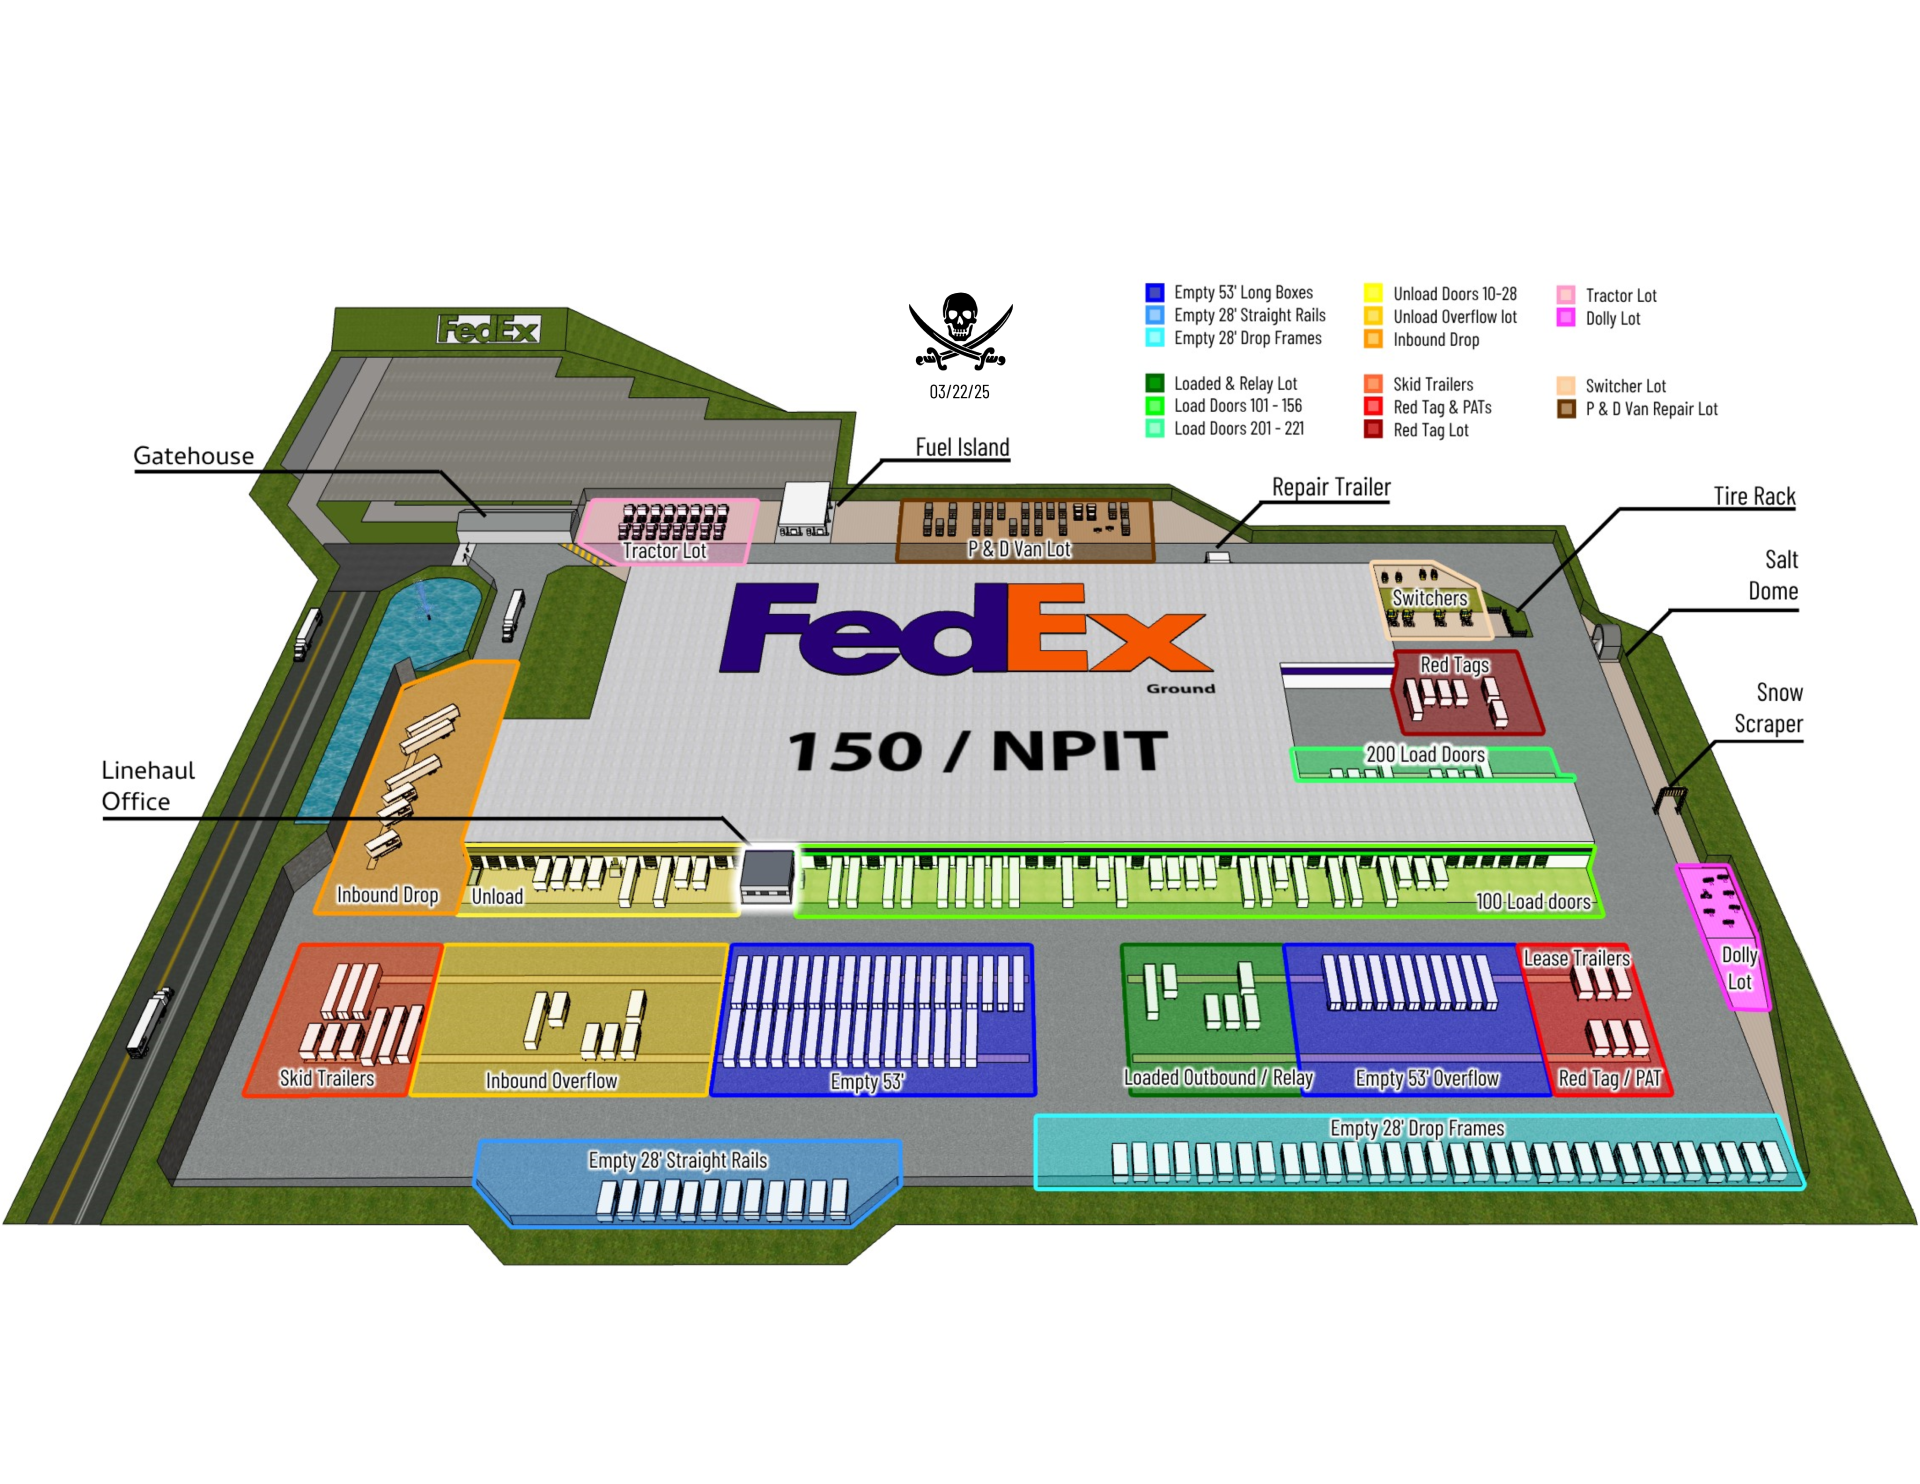 Empty 53' Long Boxes
Empty 28' Straight Rails
Empty 28' Drop Frames
Unload Doors 10-28
Unload Overflow lot
Inbound Drop
Tractor Lot
Dolly Lot
Loaded & Relay Lot
Load Doors 101 - 156
Load Doors 201 - 221
Skid Trailers
Red Tag & PATs
Red Tag Lot
Switcher Lot
P & D Van Repair Lot
FedEx
03/22/25
Gatehouse
Fuel Island
Repair Trailer
Tire Rack
Salt
Dome
Snow
Scraper
Linehaul
Office
Tractor Lot
P & D Van Lot
Switchers
FedEx
Ground
150 / NPIT
Red Tags
200 Load Doors
Inbound Drop
Unload
100 Load doors
Dolly
Lot
Lease Trailers
Skid Trailers
Inbound Overflow
Empty 53'
Loaded Outbound / Relay
Empty 53' Overflow
Red Tag / PAT
Empty 28' Straight Rails
Empty 28' Drop Frames